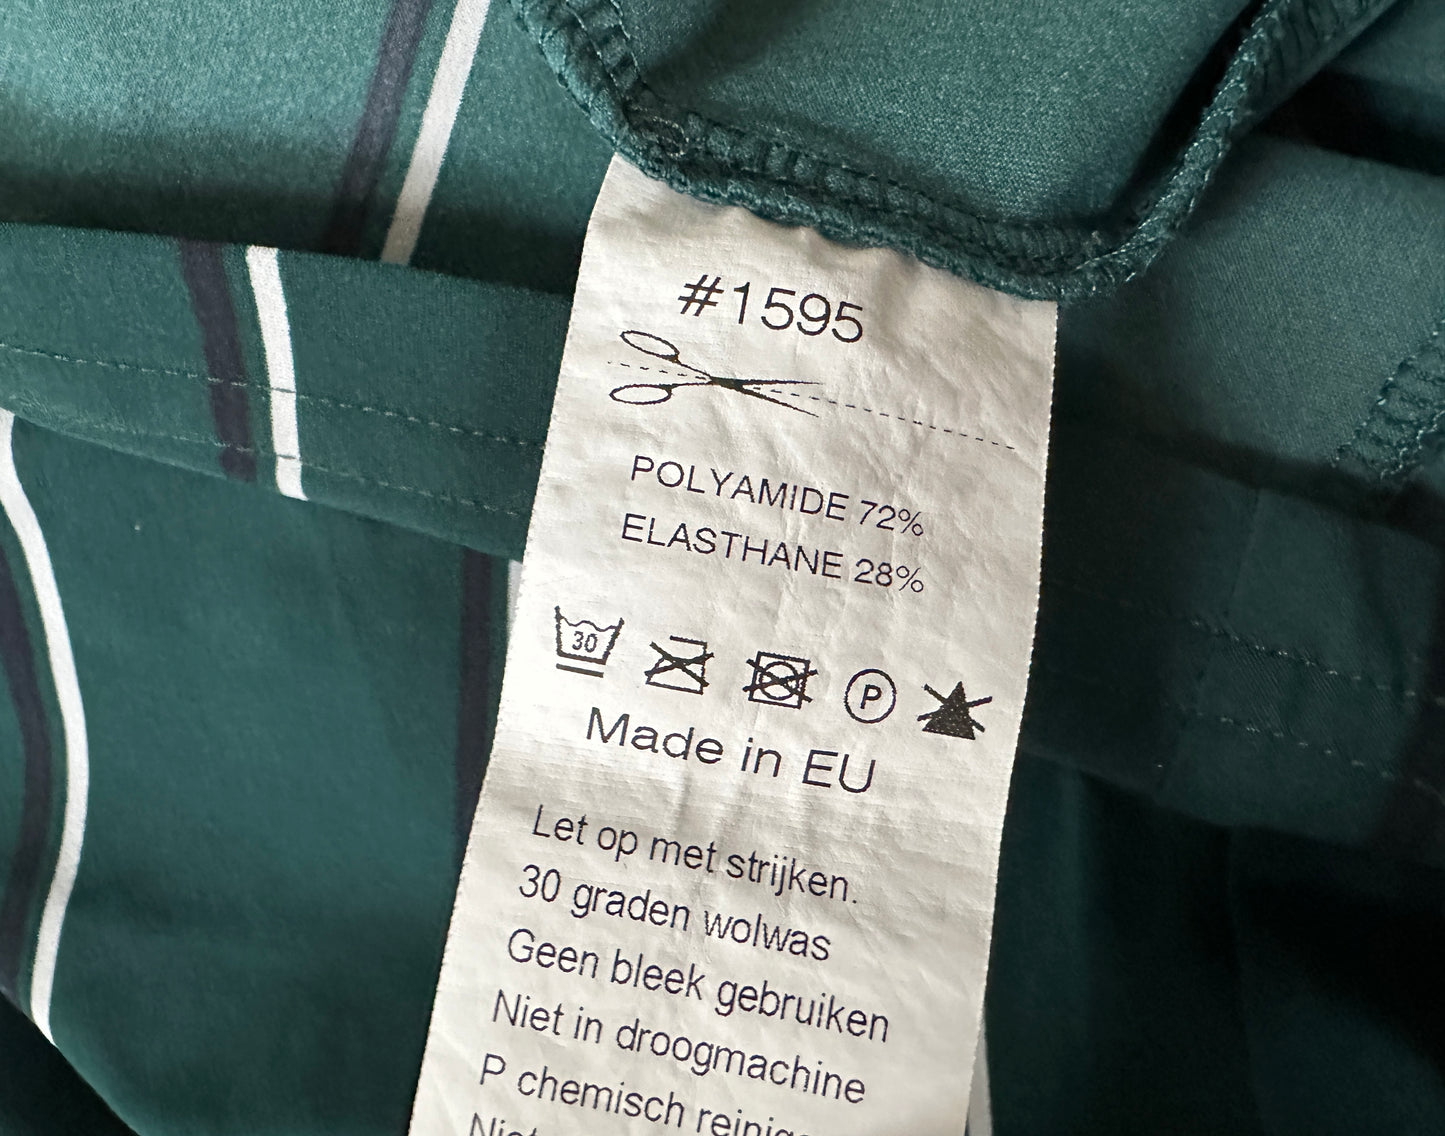 #1595
POLYAMIDE 72%
ELASTHANE 28%
30 P
Made in EU
Let op met strijken.
30 graden wolwas
Geen bleek gebruiken
Niet in droogmachine
P chemisch